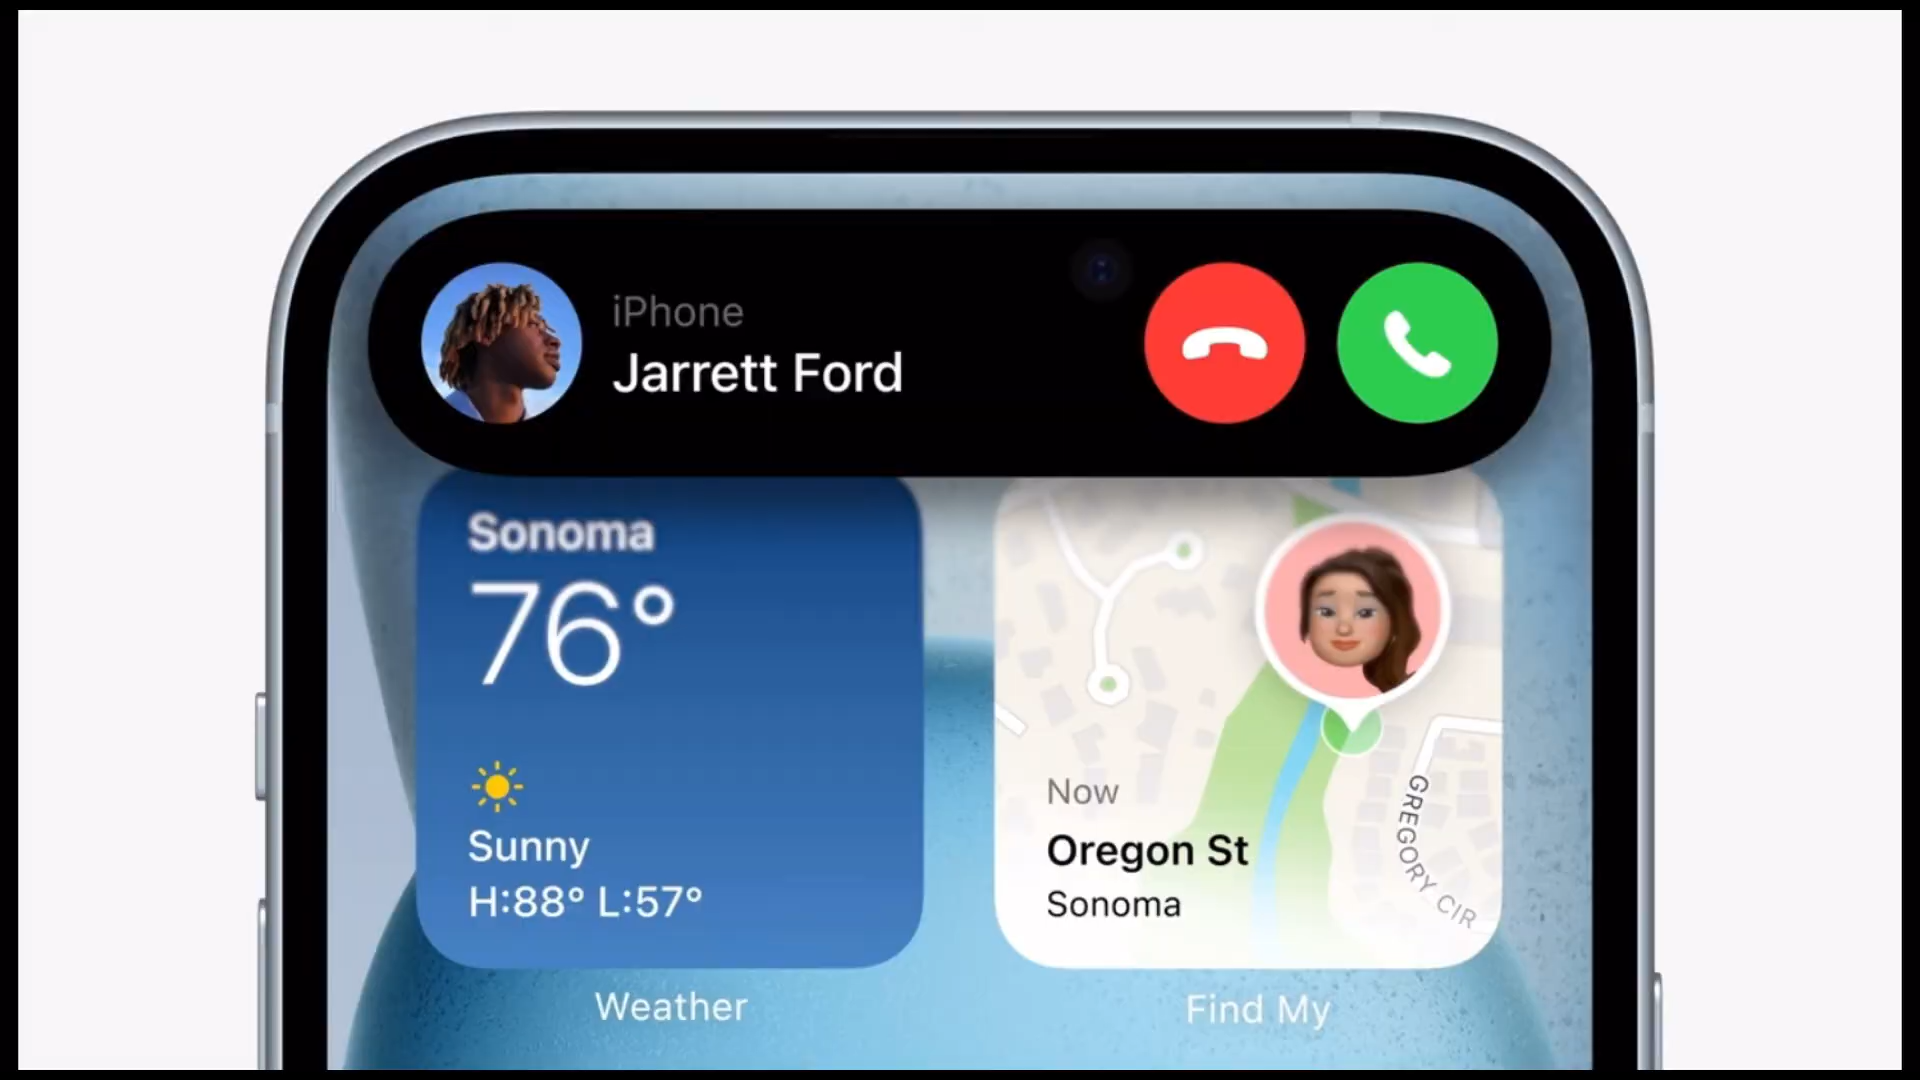 iPhone
Jarrett Ford
Sonoma
76°
Sunny
H:88° L:57°
Weather
Now
Oregon St
Sonoma
GREGORY CIR
Find My